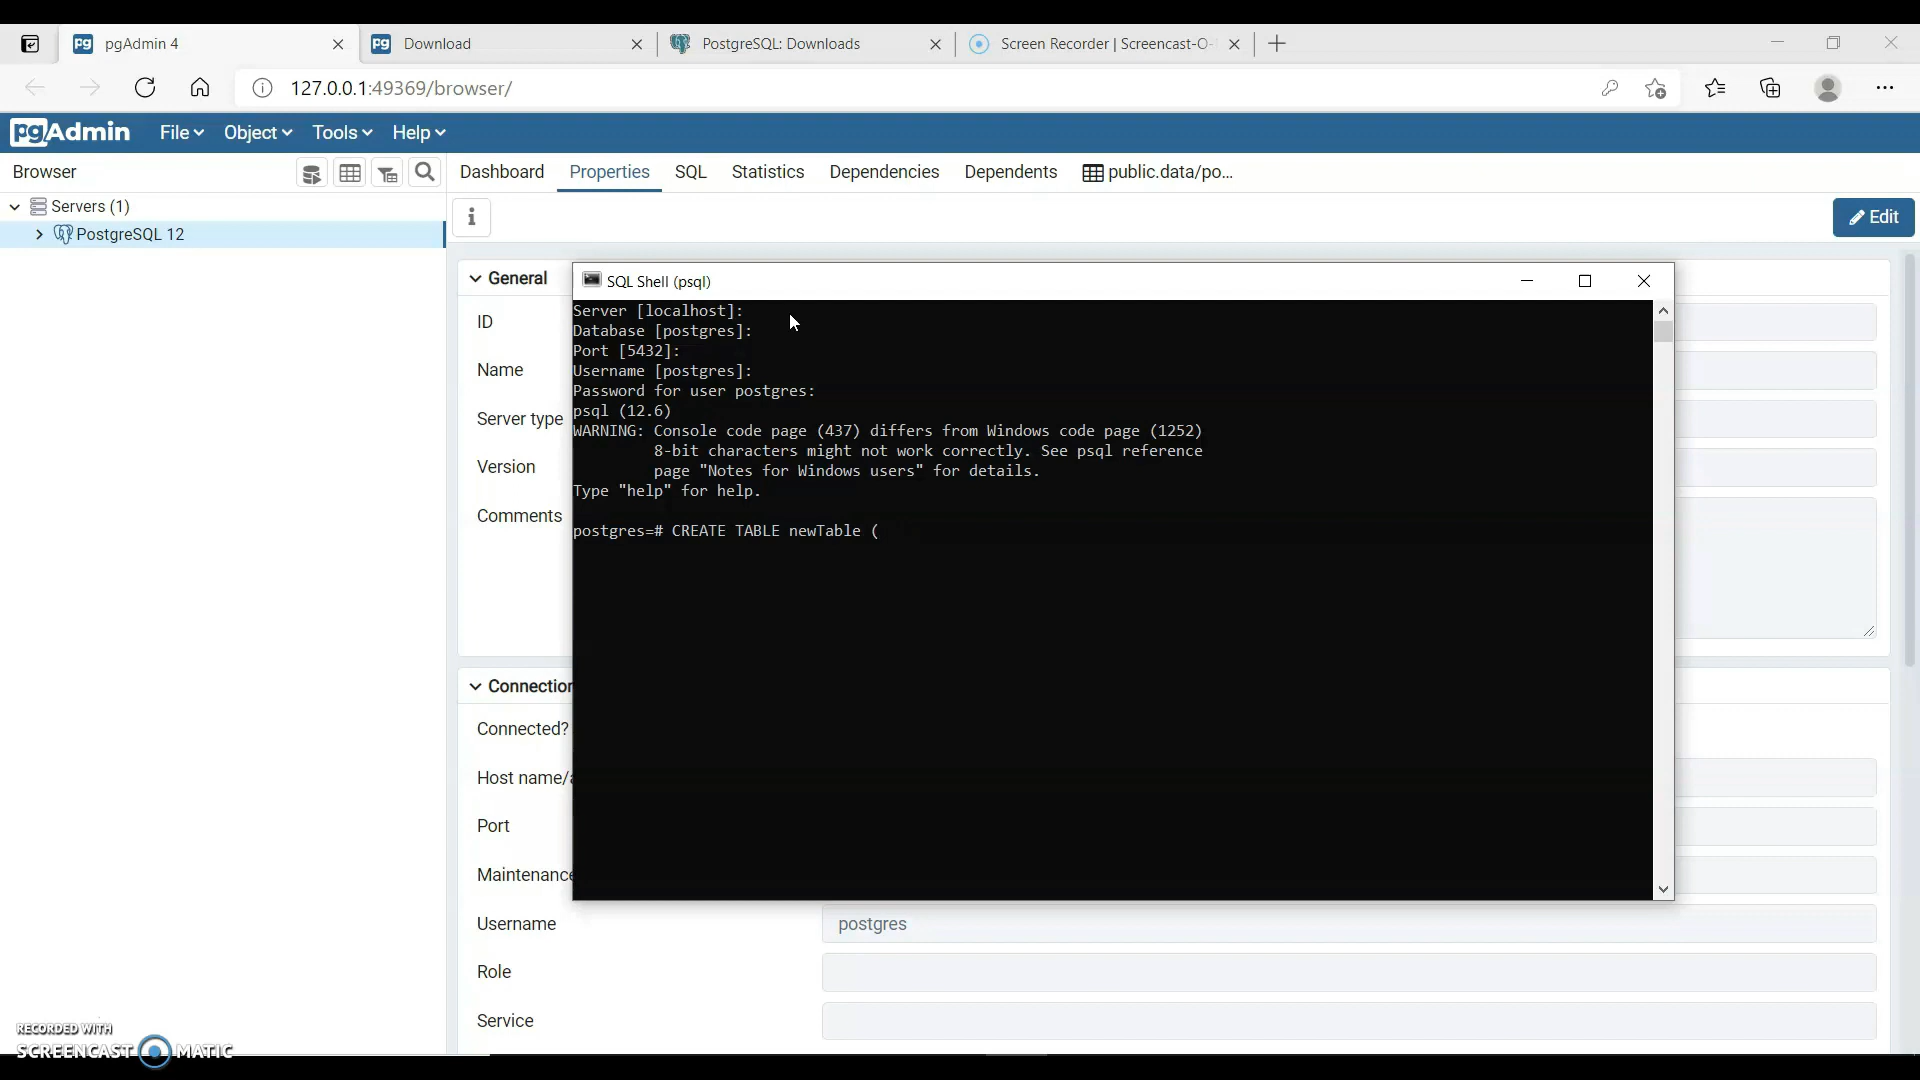 pgAdmin 4
Download
PostgreSQL: Downloads
Screen Recorder | Screencast-O-
127.0.0.1:49369/browser/
pgAdmin
File
Object
Tools
Help
Browser
Dashboard
Properties
SQL
Statistics
Dependencies
Dependents
public.data/po...
Servers (1)
PostgreSQL 12
i
Edit
General
ID
Name
Server type
Version
Comments
SQL Shell (psql)
Server [localhost]:
Database [postgres]:
Port [5432]:
Username [postgres]:
Password for user postgres:
psql (12.6)
WARNING: Console code page (437) differs from Windows code page (1252)
8-bit characters might not work correctly. See psql reference
page "Notes for Windows users" for details.
Type "help" for help.
postgres=# CREATE TABLE newTable (
Connection
Connected?
Host name/a
Port
Maintenance
Username
postgres
Role
Service
RECORDED WITH
SCREENCAST MATIC